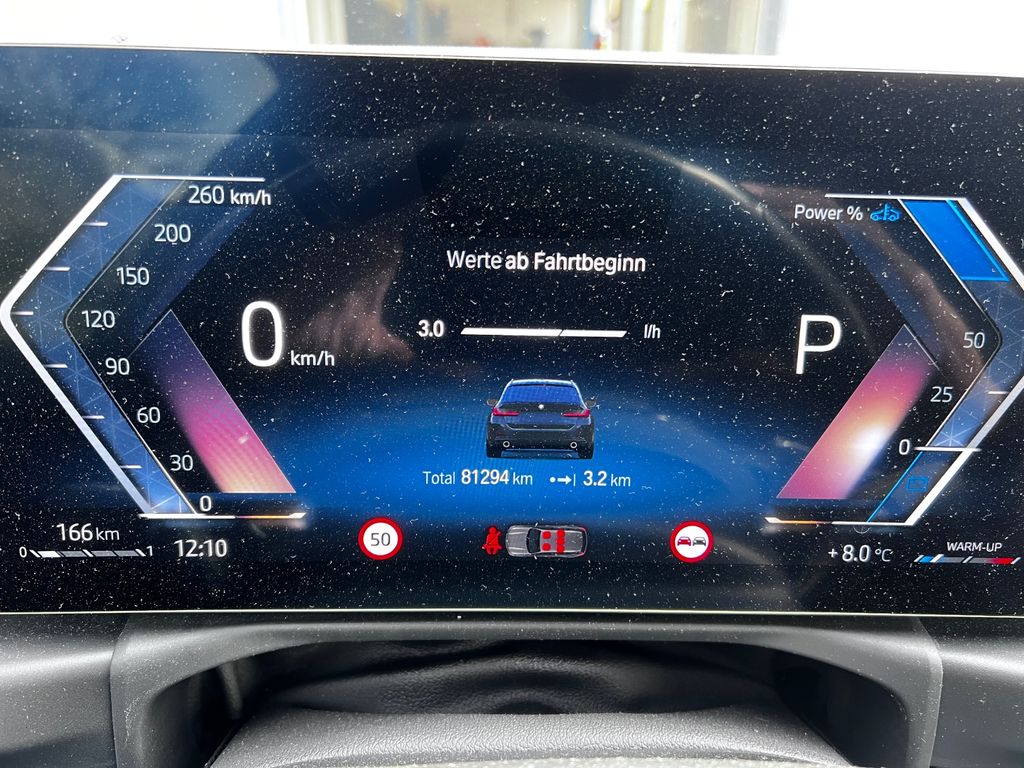 260 km/h
200
150
120
90
60
30
0
0 km/h
Werte ab Fahrtbeginn
3.0 l/h
Total 81294 km 3.2 km
P
Power %
50
25
0
166 km
0 1
12:10
50
+8.0 °C
WARM-UP